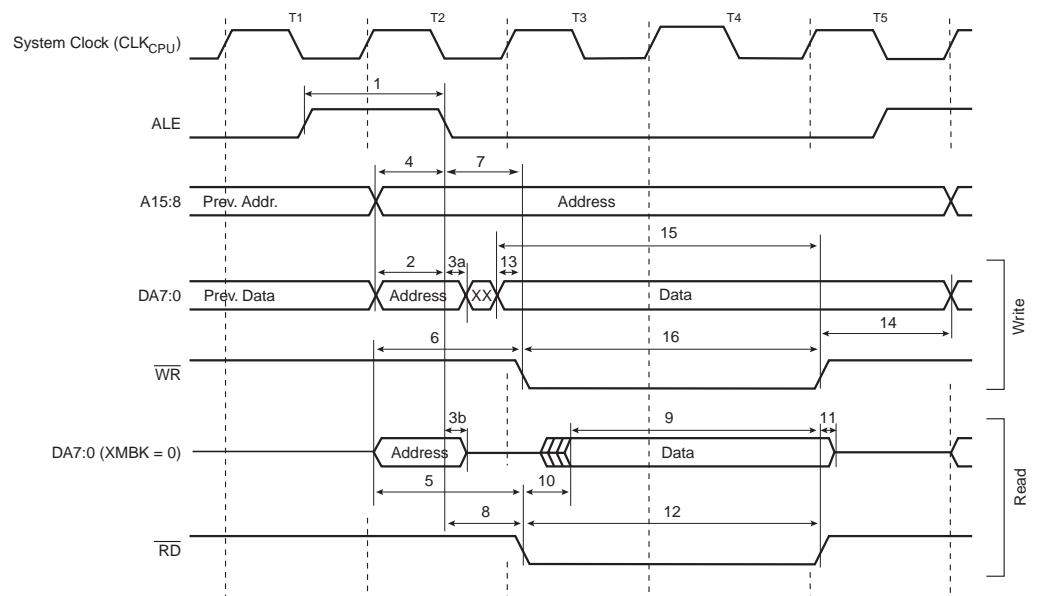 T1 T2 T3 T4 T5
System Clock (CLKCPU)
1
ALE
4 7
A15:8 Prev. Addr. Address
15
2 3a 13
DA7:0 Prev. Data Address XX Data
14
6 16
WR
Write
3b 9 11
DA7:0 (XMBK = 0) Address Data
5 10
8 12
RD
Read